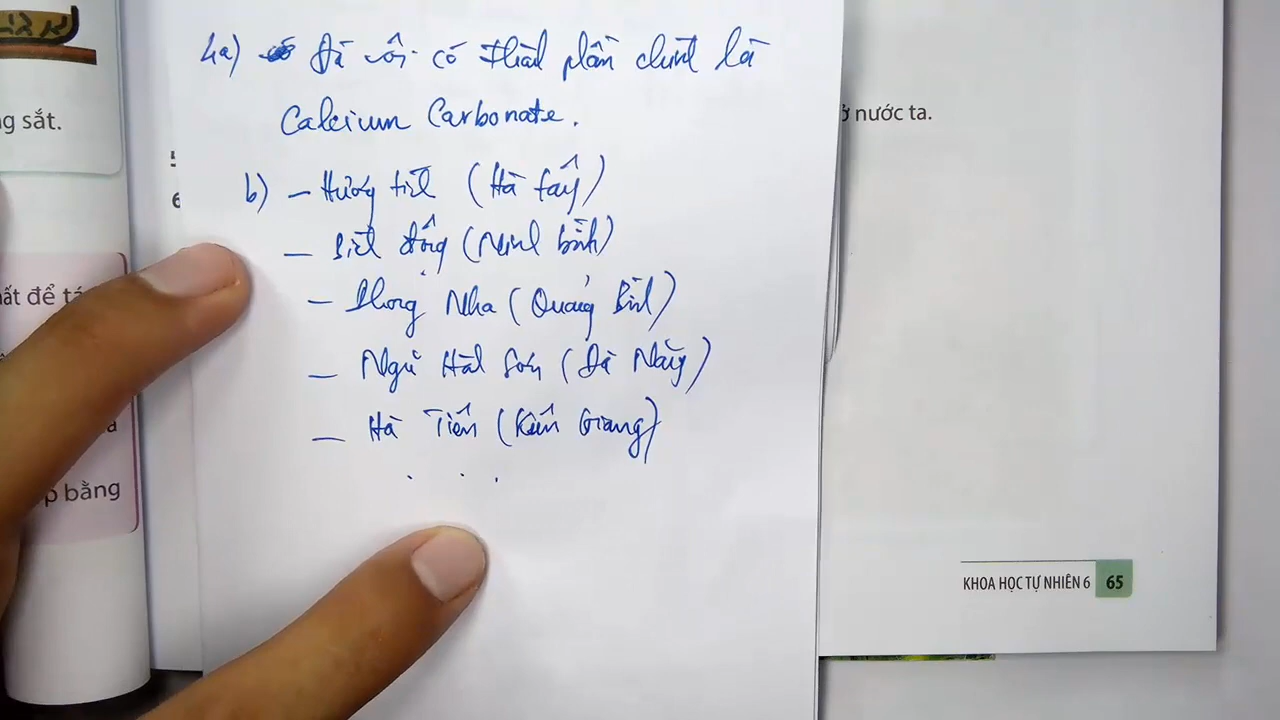 4a) Đá vôi có thành phần chính là
Calcium Carbonate.
b) – Hương tích (Hà tây)
– Bích động (Ninh bình)
– Phong Nha (Quảng Bình)
– Ngũ Hành Sơn (Đà Nẵng)
– Hà Tiên (Kiên Giang)
. . .
g sắt.
ất để
p bằng
5
6
ở nước ta.
KHOA HỌC TỰ NHIÊN 6 65